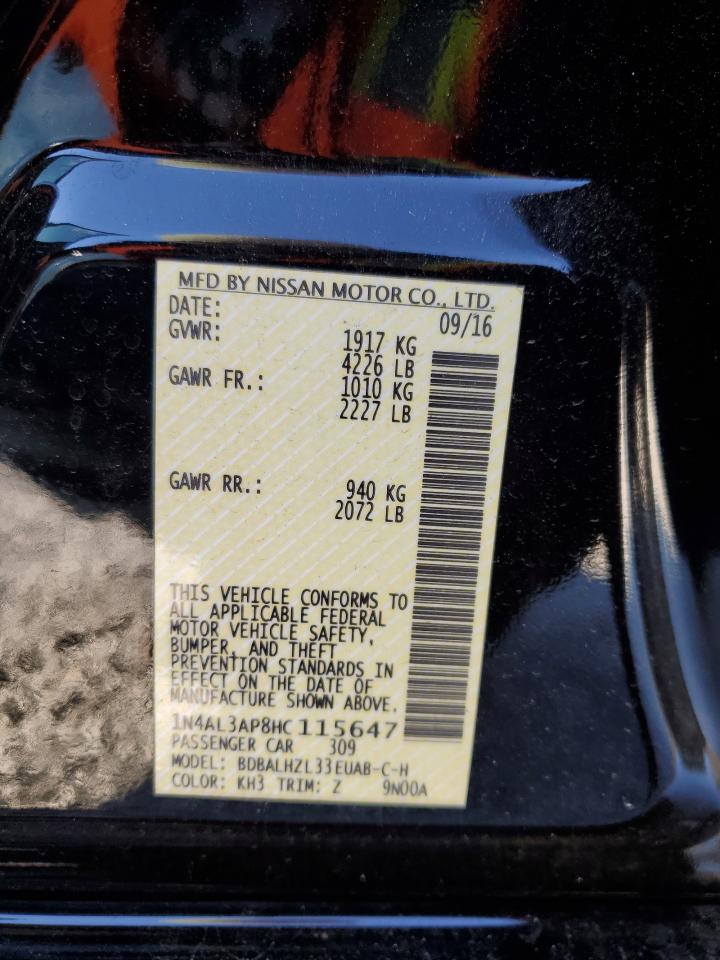 MFD BY NISSAN MOTOR CO., LTD.
DATE: 09/16
GVWR: 1917 KG
4226 LB
GAWR FR.: 1010 KG
2227 LB
GAWR RR.: 940 KG
2072 LB
THIS VEHICLE CONFORMS TO
ALL APPLICABLE FEDERAL
MOTOR VEHICLE SAFETY,
BUMPER, AND THEFT
PREVENTION STANDARDS IN
EFFECT ON THE DATE OF
MANUFACTURE SHOWN ABOVE.
1N4AL3AP8HC115647
PASSENGER CAR 309
MODEL: BDBALHZL33EUAB-C-H
COLOR: KH3 TRIM: Z 9N00A